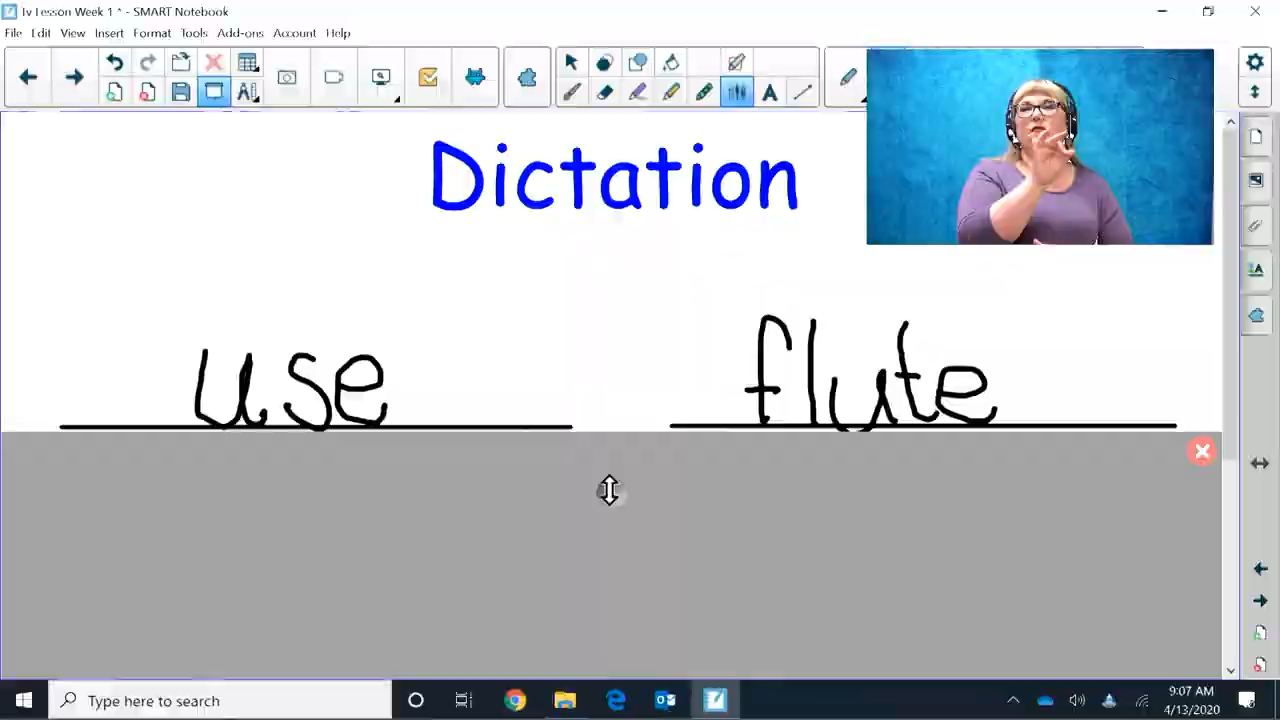 Tv Lesson Week 1 * - SMART Notebook
File Edit View Insert Format Tools Add-ons Account Help
Dictation
use flute
Type here to search
9:07 AM
4/13/2020